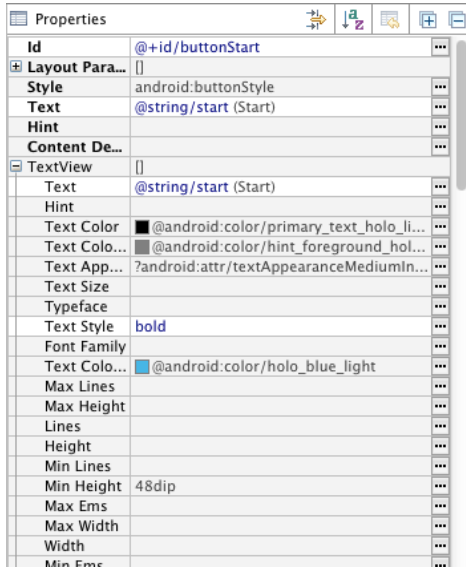 Properties
Id @+id/buttonStart
Layout Para... []
Style android:buttonStyle
Text @string/start (Start)
Hint
Content De...
TextView []
Text @string/start (Start)
Hint
Text Color @android:color/primary_text_holo_li...
Text Colo... @android:color/hint_foreground_hol...
Text App... ?android:attr/textAppearanceMediumIn...
Text Size
Typeface
Text Style bold
Font Family
Text Colo... @android:color/holo_blue_light
Max Lines
Max Height
Lines
Height
Min Lines
Min Height 48dip
Max Ems
Max Width
Width
Min Ems